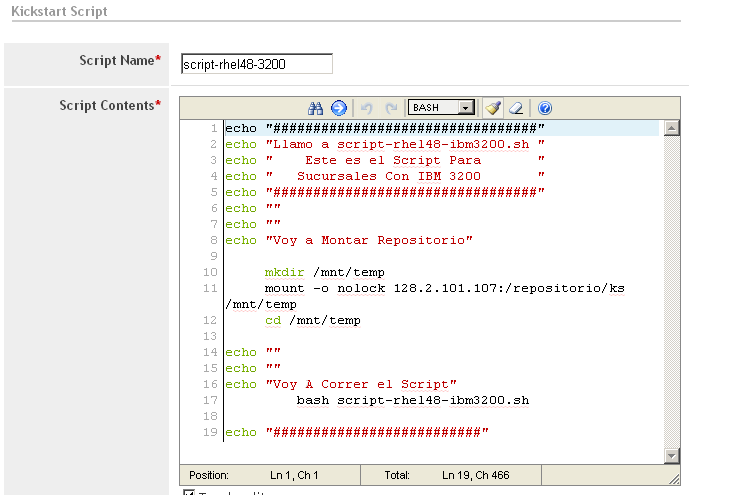 Kickstart Script
Script Name*
script-rhel48-3200
Script Contents*
BASH
1 echo "#################################"
2 echo "Llamo a script-rhel48-ibm3200.sh "
3 echo "    Este es el Script Para       "
4 echo "   Sucursales Con IBM 3200       "
5 echo "#################################"
6 echo ""
7 echo ""
8 echo "Voy a Montar Repositorio"
9
10      mkdir /mnt/temp
11      mount -o nolock 128.2.101.107:/repositorio/ks
/mnt/temp
12      cd /mnt/temp
13
14 echo ""
15 echo ""
16 echo "Voy A Correr el Script"
17          bash script-rhel48-ibm3200.sh
18
19 echo "##########################"
Position: Ln 1, Ch 1 Total: Ln 19, Ch 466